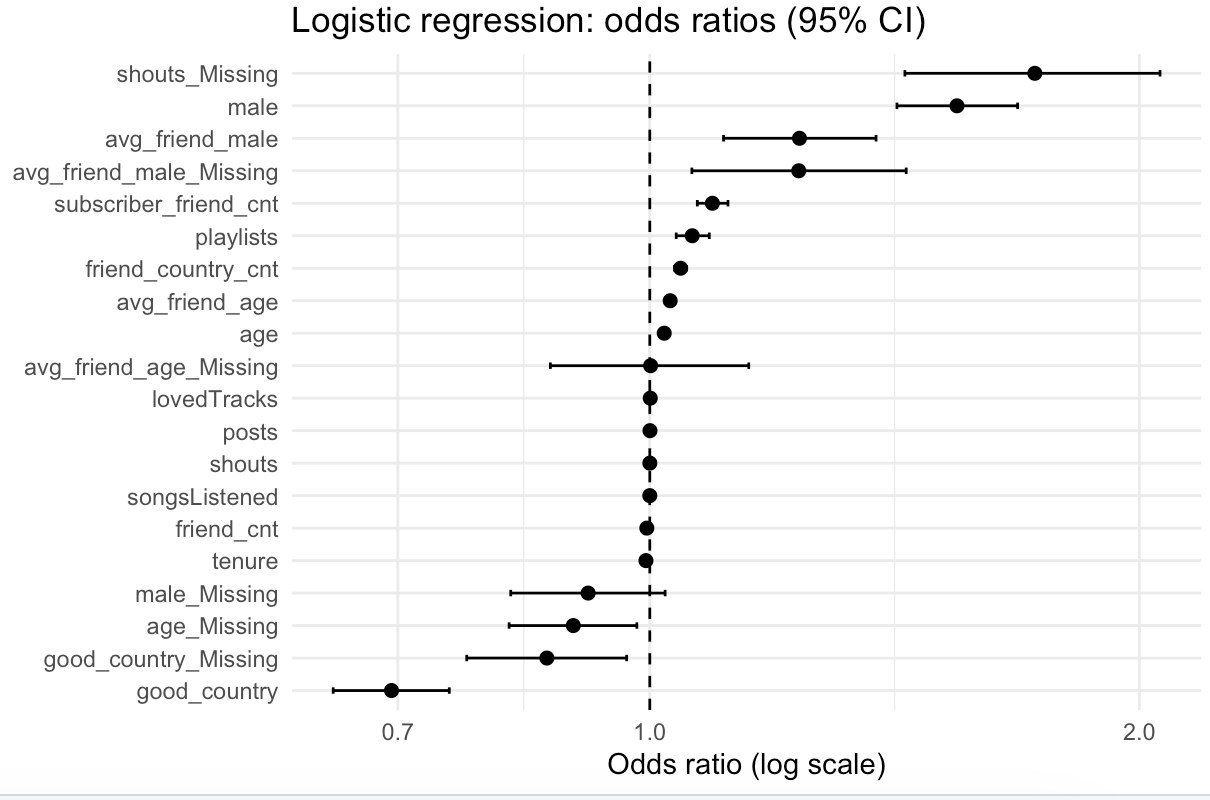 Logistic regression: odds ratios (95% CI)
shouts_Missing
male
avg_friend_male
avg_friend_male_Missing
subscriber_friend_cnt
playlists
friend_country_cnt
avg_friend_age
age
avg_friend_age_Missing
lovedTracks
posts
shouts
songsListened
friend_cnt
tenure
male_Missing
age_Missing
good_country_Missing
good_country
0.7 1.0 2.0
Odds ratio (log scale)